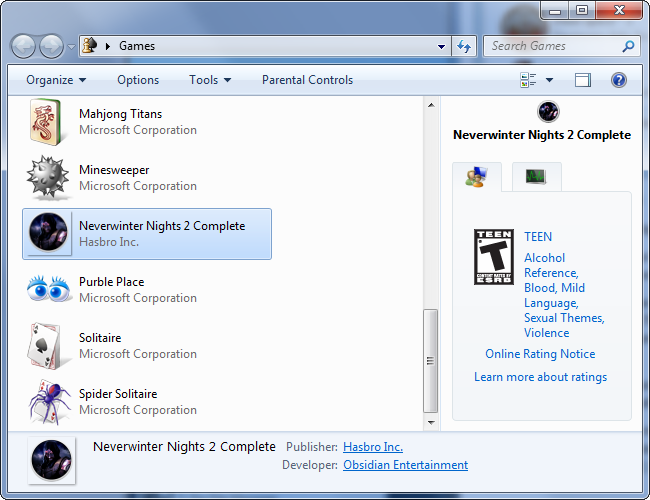 Games
Search Games
Organize
Options
Tools
Parental Controls
Mahjong Titans
Microsoft Corporation
Minesweeper
Microsoft Corporation
Neverwinter Nights 2 Complete
Hasbro Inc.
Purble Place
Microsoft Corporation
Solitaire
Microsoft Corporation
Spider Solitaire
Microsoft Corporation
Neverwinter Nights 2 Complete
TEEN
T
CONTENT RATED BY
ESRB
TEEN
Alcohol
Reference,
Blood, Mild
Language,
Sexual Themes,
Violence
Online Rating Notice
Learn more about ratings
Neverwinter Nights 2 Complete
Publisher: Hasbro Inc.
Developer: Obsidian Entertainment